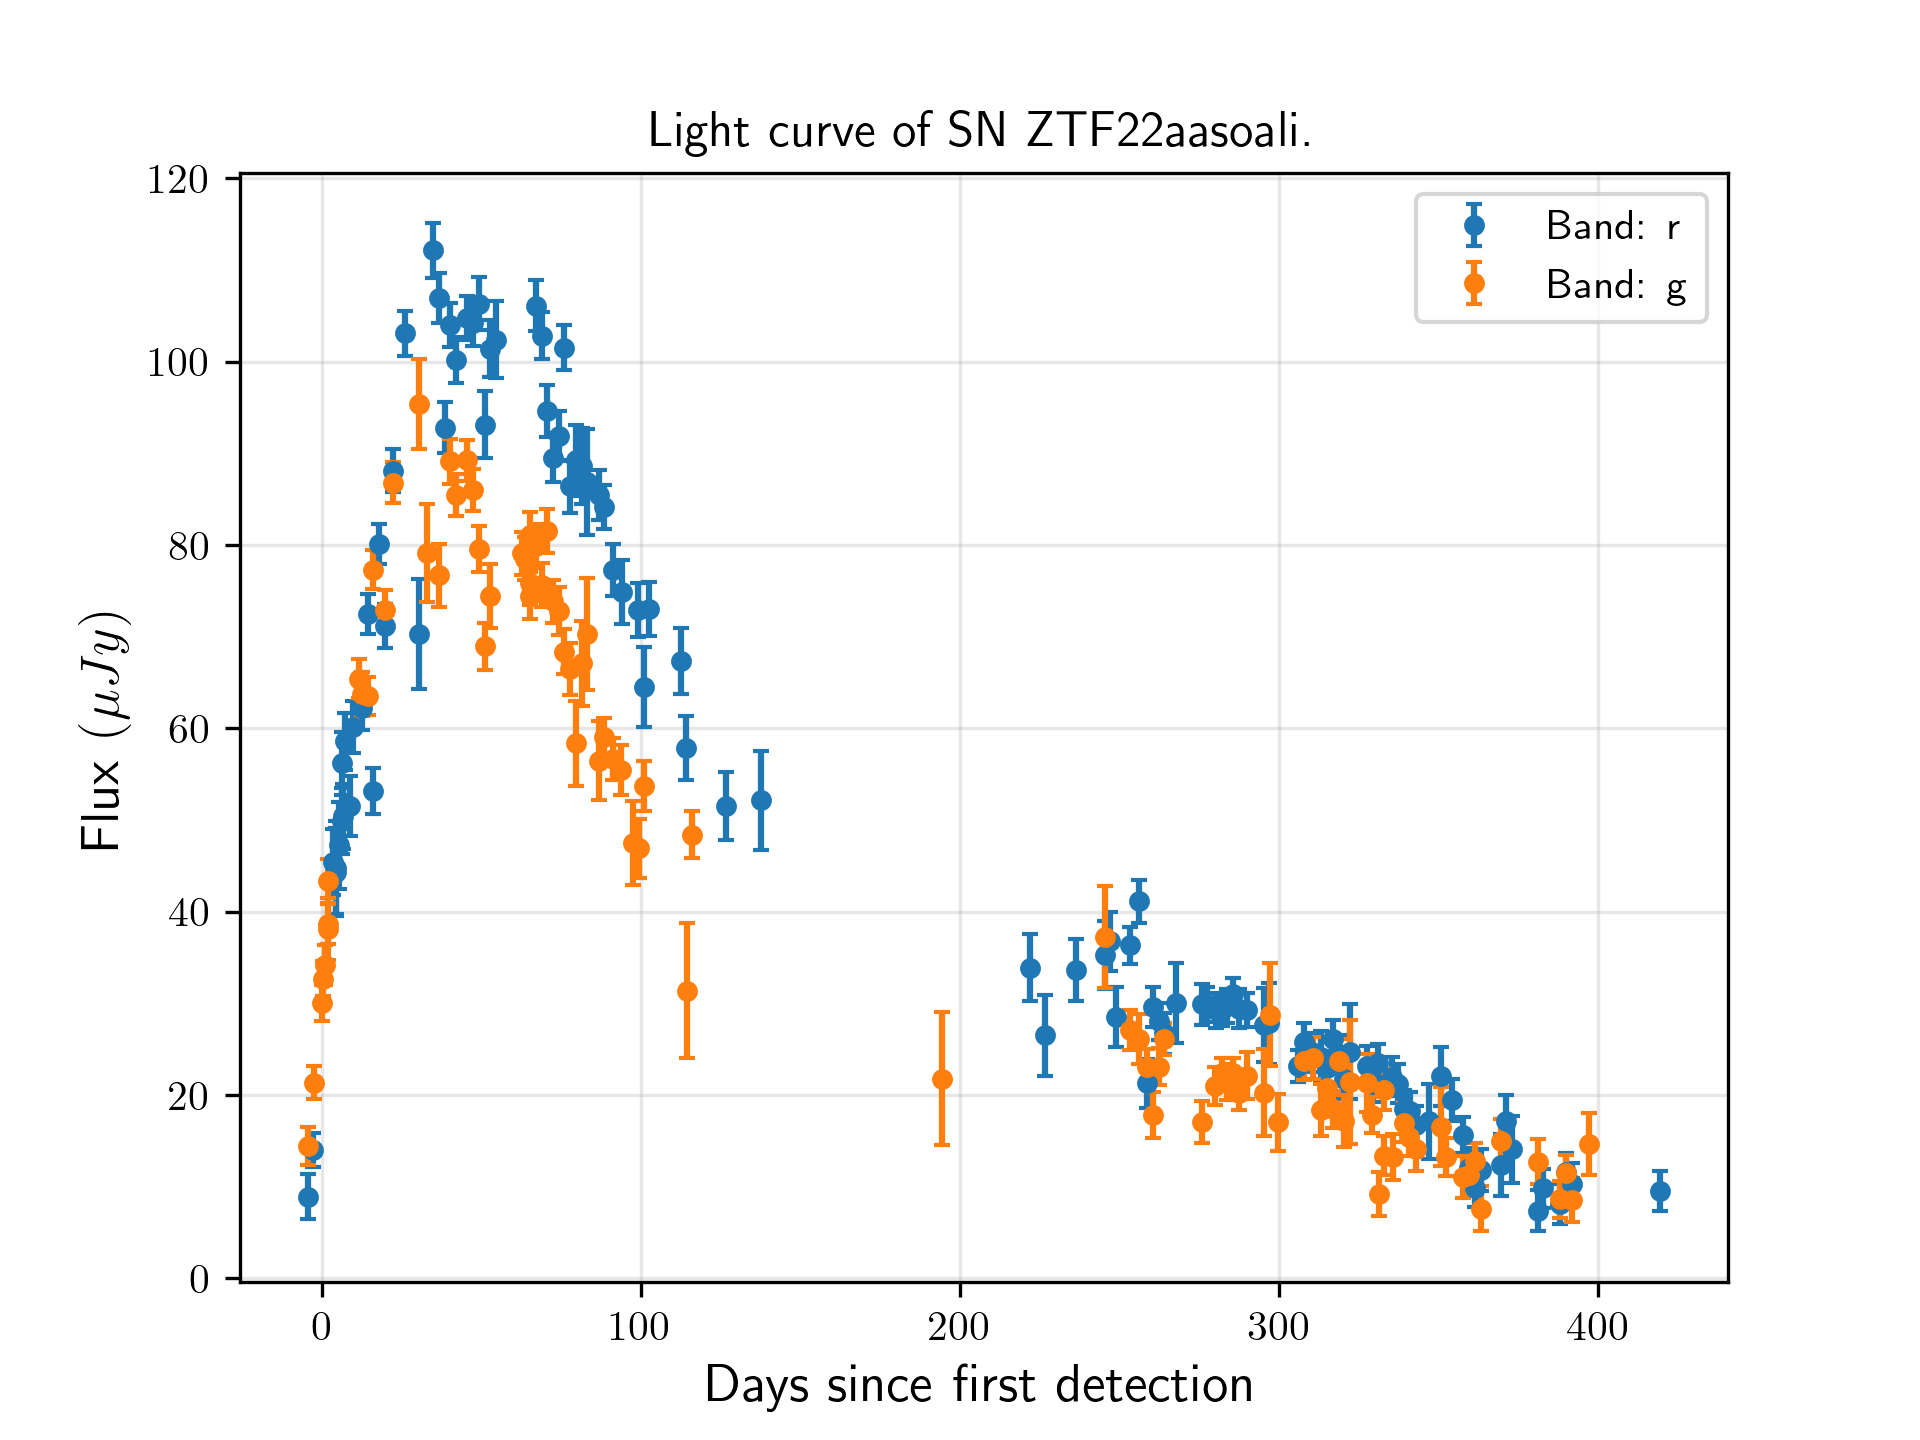 Light curve of SN ZTF22aasoali.
120
100
80
60
40
20
0
Flux (μJy)
Band: r
Band: g
0 100 200 300 400
Days since first detection